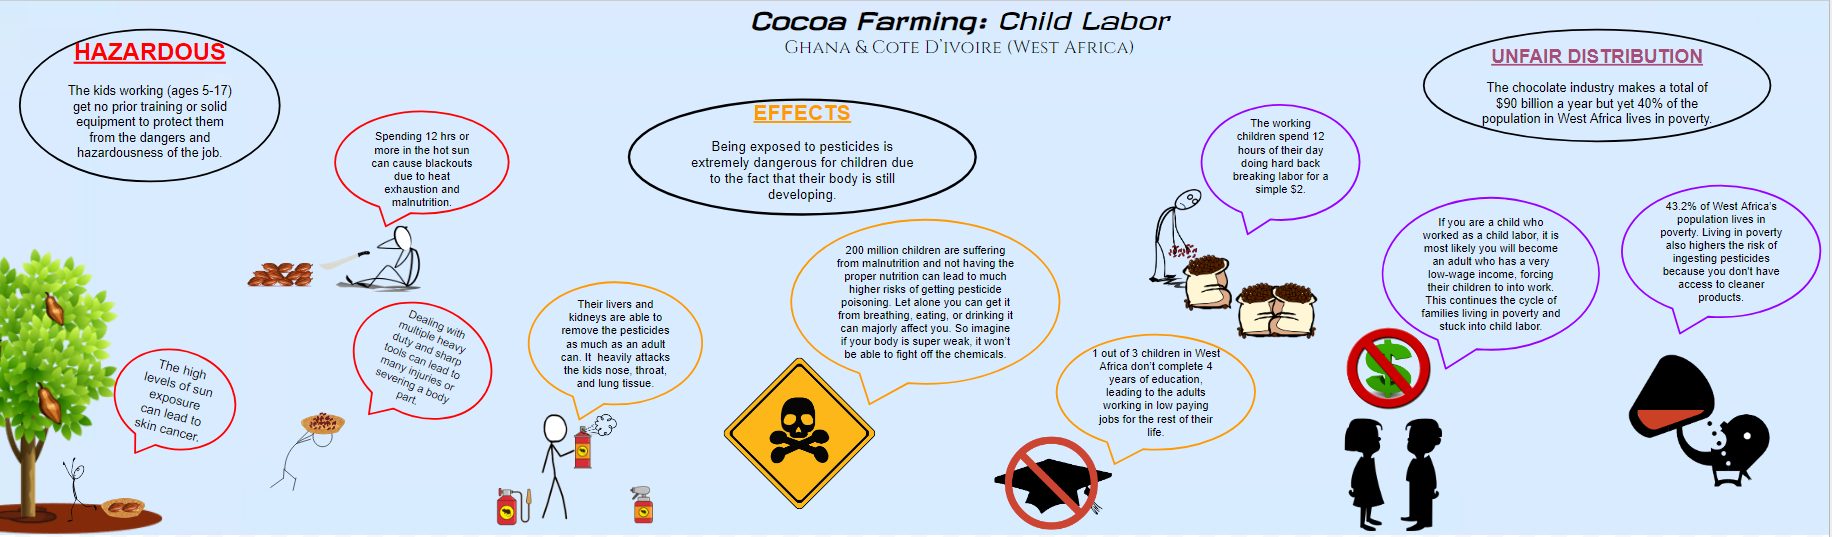 Cocoa Farming: Child Labor
GHANA & COTE D'IVOIRE (WEST AFRICA)
HAZARDOUS
The kids working (ages 5-17)
get no prior training or solid
equipment to protect them
from the dangers and
hazardousness of the job.
Spending 12 hrs or
more in the hot sun
can cause blackouts
due to heat
exhaustion and
malnutrition.
The high
levels of sun
exposure
can lead to
skin cancer.
Dealing with
multiple heavy
duty and sharp
tools can lead to
many injuries or
severing a body
part.
EFFECTS
Being exposed to pesticides is
extremely dangerous for children due
to the fact that their body is still
developing.
Their livers and
kidneys are able to
remove the pesticides
as much as an adult
can. It heavily attacks
the kids nose, throat,
and lung tissue.
200 million children are suffering
from malnutrition and not having the
proper nutrition can lead to much
higher risks of getting pesticide
poisoning. Let alone you can get it
from breathing, eating, or drinking it
can majorly affect you. So imagine
if your body is super weak, it won't
be able to fight off the chemicals.
1 out of 3 children in West
Africa don't complete 4
years of education,
leading to the adults
working in low paying
jobs for the rest of their
life.
UNFAIR DISTRIBUTION
The chocolate industry makes a total of
$90 billion a year but yet 40% of the
population in West Africa lives in poverty.
The working
children spend 12
hours of their day
doing hard back
breaking labor for a
simple $2.
If you are a child who
worked as a child labor, it is
most likely you will become
an adult who has a very
low-wage income, forcing
their children to into work.
This continues the cycle of
families living in poverty and
stuck into child labor.
43.2% of West Africa's
population lives in
poverty. Living in poverty
also highers the risk of
ingesting pesticides
because you don't have
access to cleaner
products.